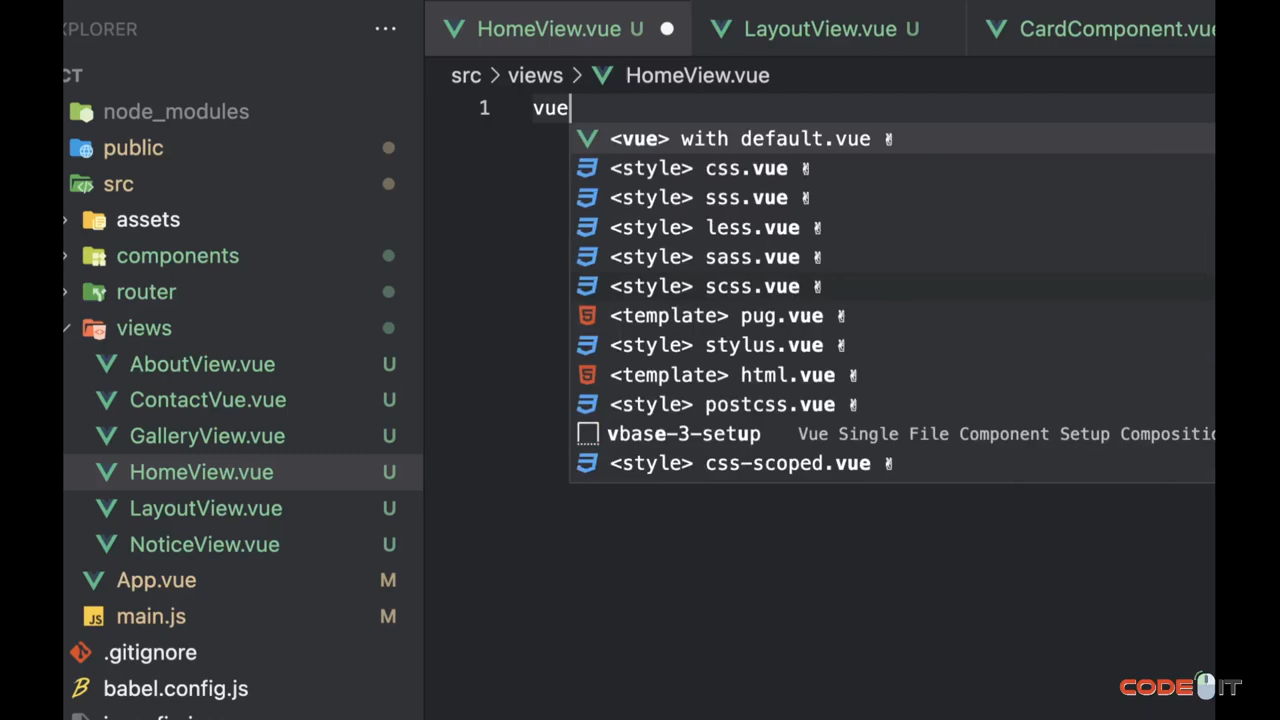 XPLORER
HomeView.vue U
LayoutView.vue U
CardComponent.vue
CT
src > views > HomeView.vue
node_modules
public
src
assets
components
router
views
AboutView.vue U
ContactVue.vue U
GalleryView.vue U
HomeView.vue U
LayoutView.vue U
NoticeView.vue U
App.vue M
main.js M
.gitignore
babel.config.js
1 vue
<vue> with default.vue ✌
<style> css.vue ✌
<style> sss.vue ✌
<style> less.vue ✌
<style> sass.vue ✌
<style> scss.vue ✌
<template> pug.vue ✌
<style> stylus.vue ✌
<template> html.vue ✌
<style> postcss.vue ✌
vbase-3-setup Vue Single File Component Setup Compositio
<style> css-scoped.vue ✌
CODE IT